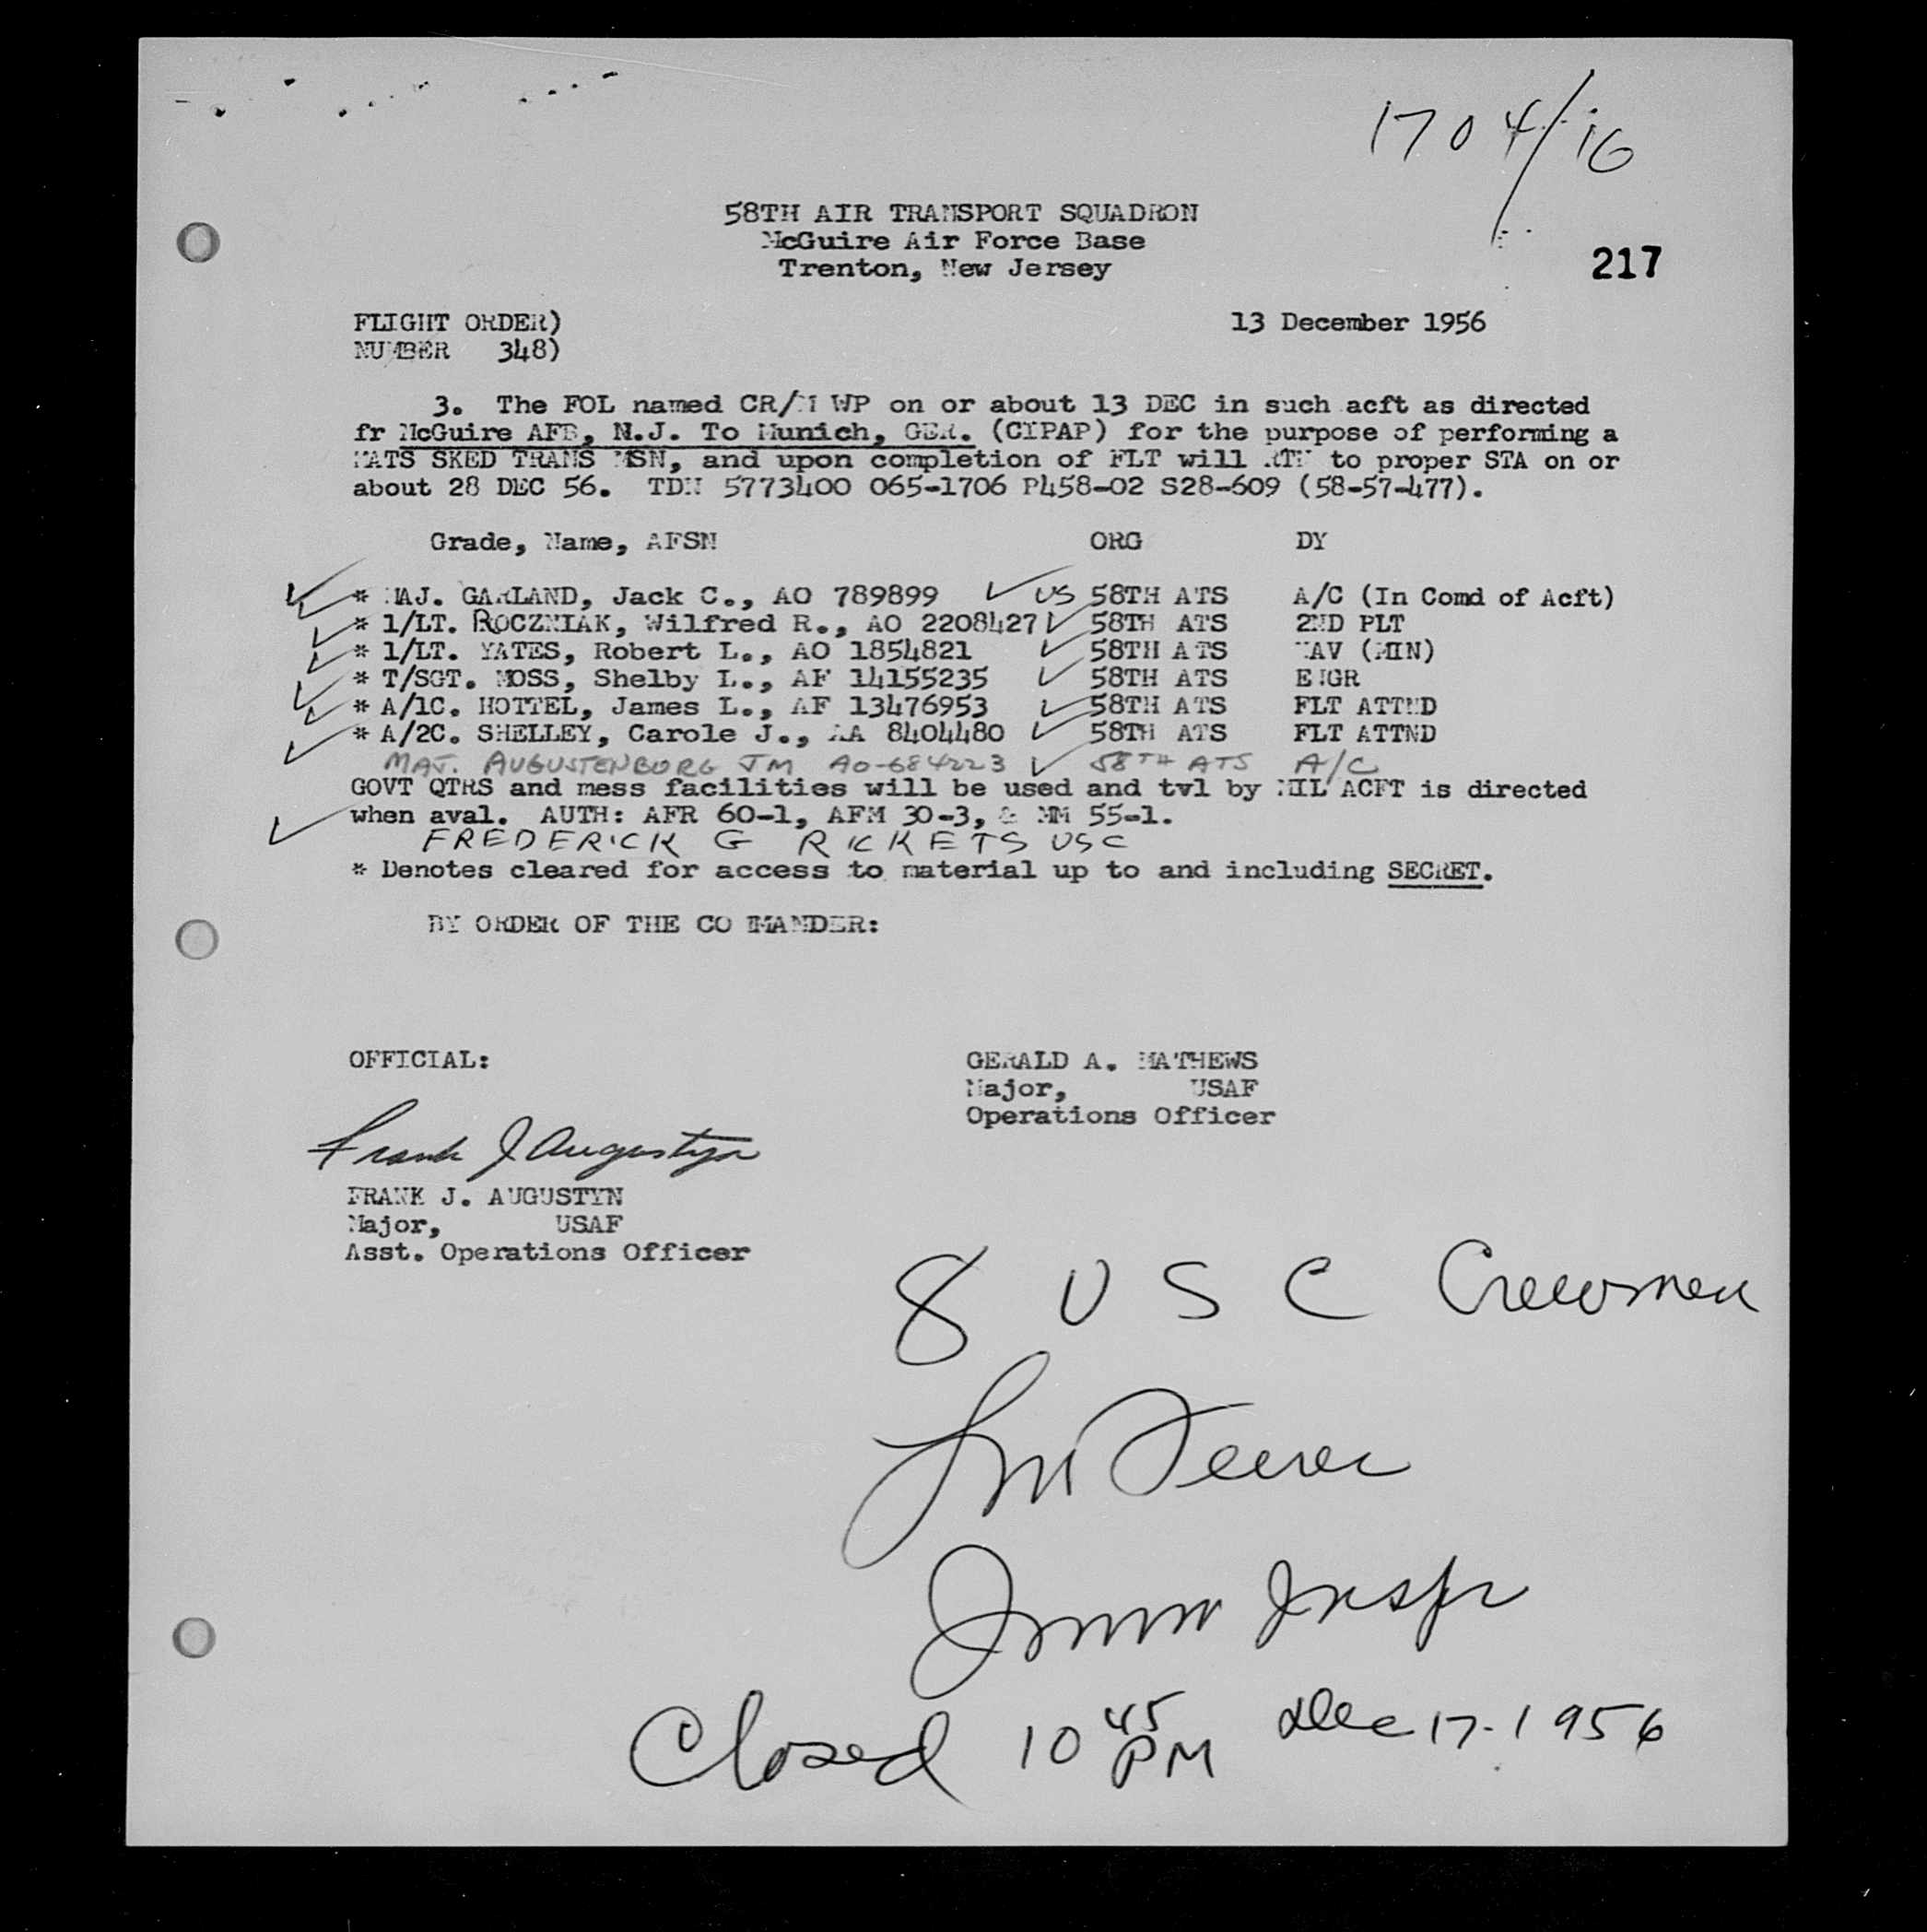 1704/16
58TH AIR TRANSPORT SQUADRON
McGuire Air Force Base
Trenton, New Jersey
217
FLIGHT ORDER) 13 December 1956
NUMBER 348)
3. The FOL named CR/M WP on or about 13 DEC in such acft as directed
fr McGuire AFB, N.J. To Munich, GER. (CIPAP) for the purpose of performing a
MATS SKED TRANS MSN, and upon completion of FLT will RTN to proper STA on or
about 28 DEC 56. TDN 5773400 065-1706 P458-02 S28-609 (58-57-477).
Grade, Name, AFSN ORG DY
* MAJ. GARLAND, Jack C., AO 789899 US 58TH ATS A/C (In Comd of Acft)
* 1/LT. ROCZNIAK, Wilfred R., AO 2208427 58TH ATS 2ND PLT
* 1/LT. YATES, Robert L., AO 1854821 58TH ATS NAV (MIN)
* T/SGT. MOSS, Shelby L., AF 14155235 58TH ATS ENGR
* A/1C. HOTTEL, James L., AF 13476953 58TH ATS FLT ATTND
* A/2C. SHELLEY, Carole J., AA 8404480 58TH ATS FLT ATTND
MAJ. AUGUSTENBORG JM AO-684223 58TH ATS A/C
GOVT QTRS and mess facilities will be used and tvl by MIL ACFT is directed
when aval. AUTH: AFR 60-1, AFM 30-3, & MM 55-1.
FREDERICK G RICKETS USC
* Denotes cleared for access to material up to and including SECRET.
BY ORDER OF THE COMMANDER:
OFFICIAL: GERALD A. MATHEWS
Major, USAF
Operations Officer
Frank J Augustyn
FRANK J. AUGUSTYN
Major, USAF
Asst. Operations Officer
8 USC Crewmen
Immn Inspr
Closed 10 45 PM Dec 17-1956